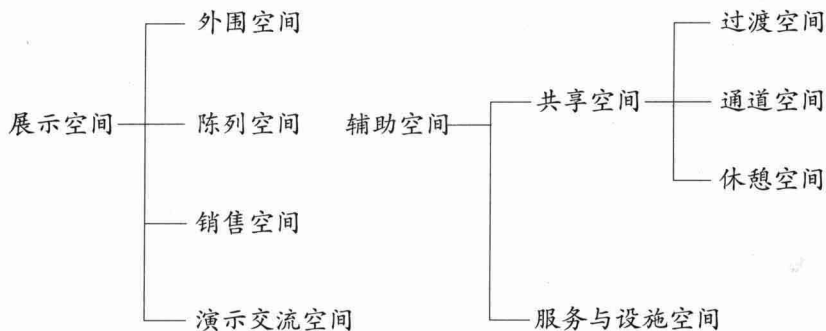 展示空间
外围空间
陈列空间
销售空间
演示交流空间
辅助空间
共享空间
过渡空间
通道空间
休憩空间
服务与设施空间